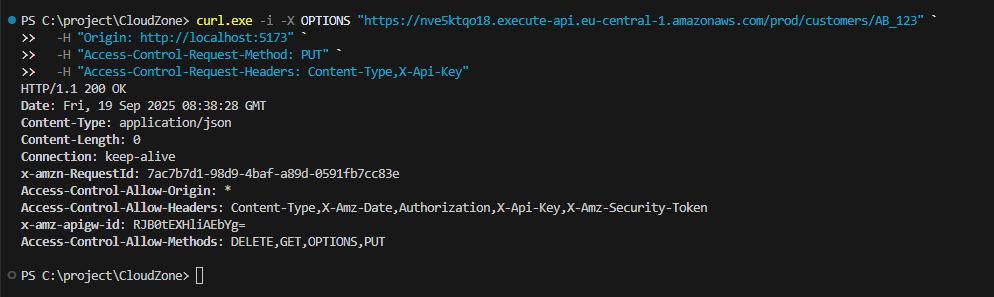 PS C:\project\CloudZone> curl.exe -i -X OPTIONS "https://nve5ktqo18.execute-api.eu-central-1.amazonaws.com/prod/customers/AB_123" `
>>   -H "Origin: http://localhost:5173" `
>>   -H "Access-Control-Request-Method: PUT" `
>>   -H "Access-Control-Request-Headers: Content-Type,X-Api-Key"
HTTP/1.1 200 OK
Date: Fri, 19 Sep 2025 08:38:28 GMT
Content-Type: application/json
Content-Length: 0
Connection: keep-alive
x-amzn-RequestId: 7ac7b7d1-98d9-4baf-a89d-0591fb7cc83e
Access-Control-Allow-Origin: *
Access-Control-Allow-Headers: Content-Type,X-Amz-Date,Authorization,X-Api-Key,X-Amz-Security-Token
x-amz-apigw-id: RJB0tEXHliAEbYg=
Access-Control-Allow-Methods: DELETE,GET,OPTIONS,PUT
PS C:\project\CloudZone>